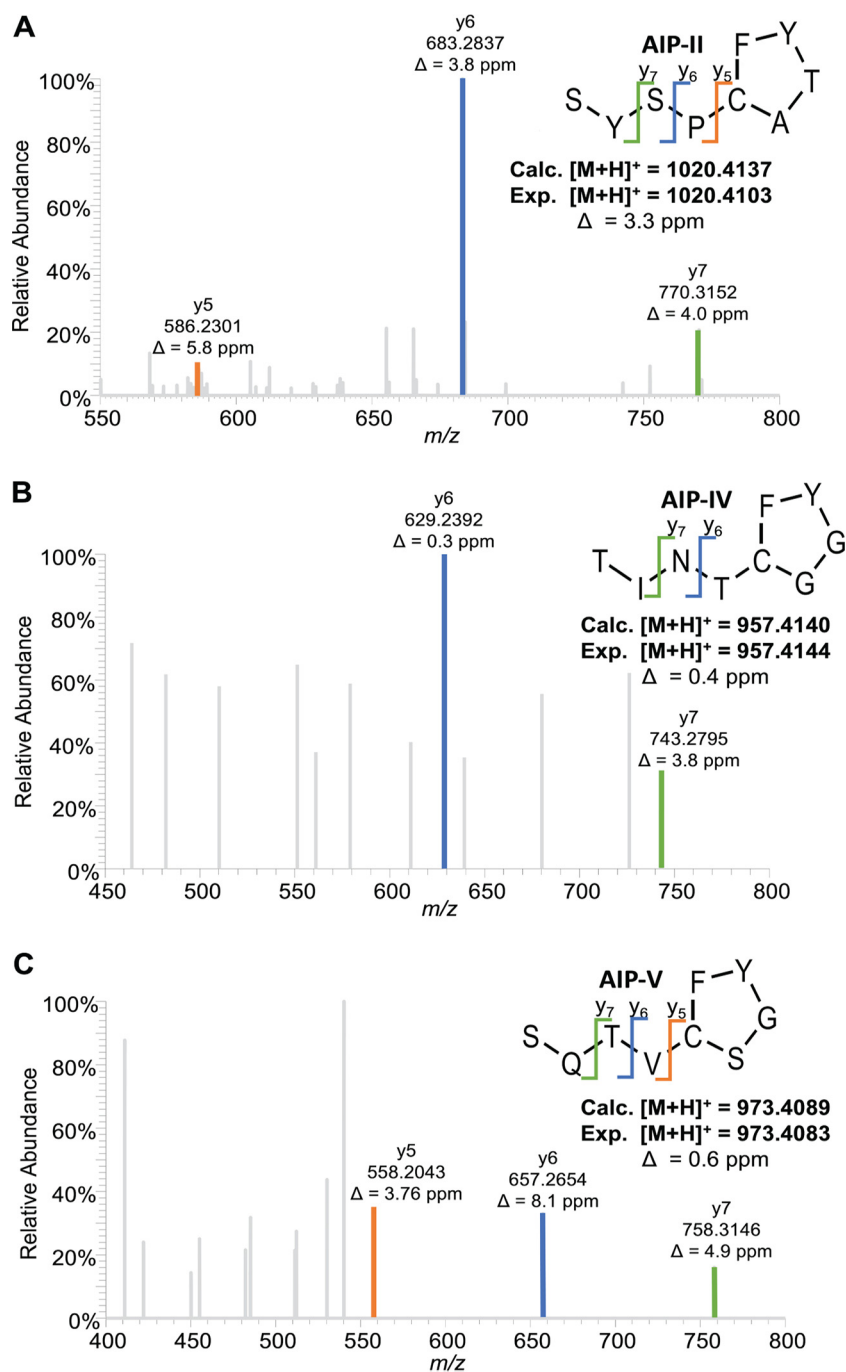 A
y6
683.2837
Δ = 3.8 ppm
AIP-II
y7 y6 y5
S Y S P C F Y T A
Calc. [M+H]+ = 1020.4137
Exp. [M+H]+ = 1020.4103
Δ = 3.3 ppm
y5
586.2301
Δ = 5.8 ppm
y7
770.3152
Δ = 4.0 ppm
Relative Abundance
100%
80%
60%
40%
20%
0%
550 600 650 700 750 800
m/z
B
y6
629.2392
Δ = 0.3 ppm
AIP-IV
y7 y6
T I N T C F Y G G
Calc. [M+H]+ = 957.4140
Exp. [M+H]+ = 957.4144
Δ = 0.4 ppm
y7
743.2795
Δ = 3.8 ppm
Relative Abundance
100%
80%
60%
40%
20%
0%
450 500 550 600 650 700 750 800
m/z
C
AIP-V
y7 y6 y5
S Q T V C F Y G S
Calc. [M+H]+ = 973.4089
Exp. [M+H]+ = 973.4083
Δ = 0.6 ppm
y5
558.2043
Δ = 3.76 ppm
y6
657.2654
Δ = 8.1 ppm
y7
758.3146
Δ = 4.9 ppm
Relative Abundance
100%
80%
60%
40%
20%
0%
400 450 500 550 600 650 700 750 800
m/z